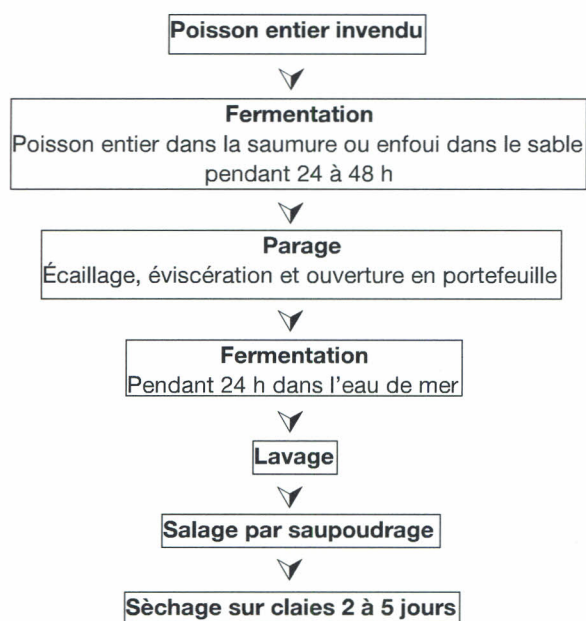 Poisson entier invendu
Fermentation
Poisson entier dans la saumure ou enfoui dans le sable
pendant 24 à 48 h
Parage
Écaillage, éviscération et ouverture en portefeuille
Fermentation
Pendant 24 h dans l'eau de mer
Lavage
Salage par saupoudrage
Sèchage sur claies 2 à 5 jours